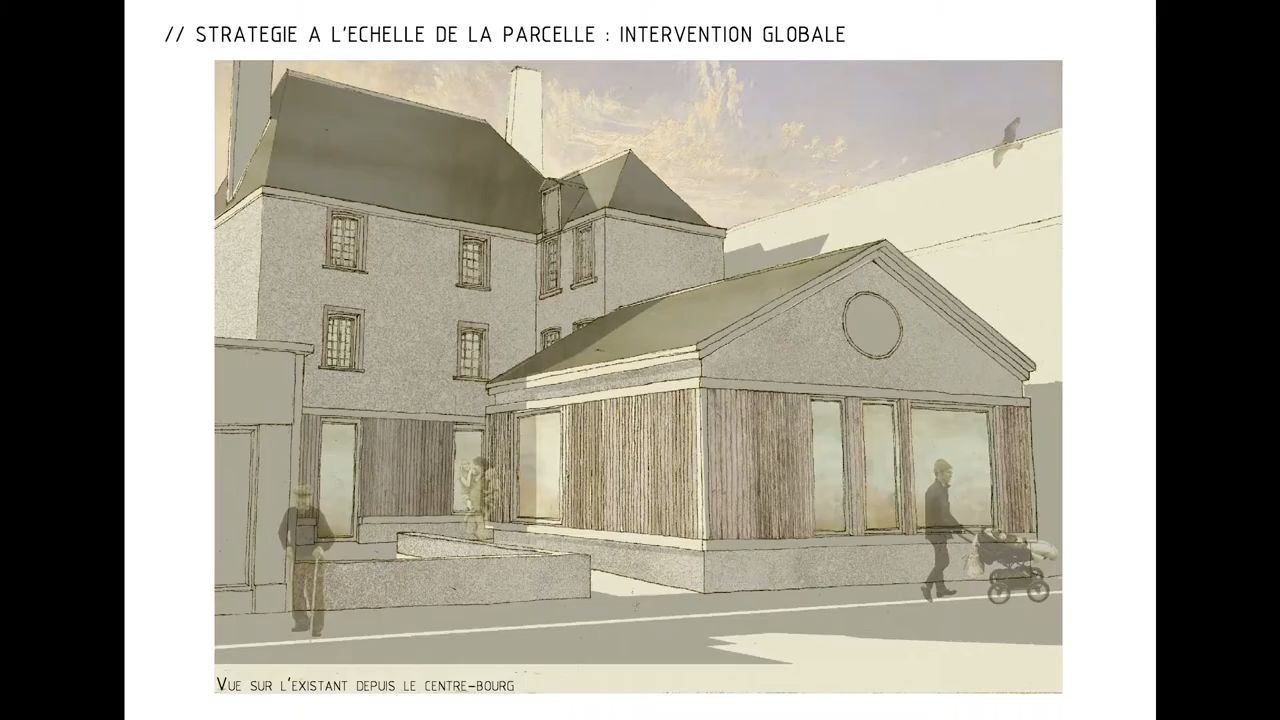 // STRATEGIE A L'ECHELLE DE LA PARCELLE : INTERVENTION GLOBALE
VUE SUR L'EXISTANT DEPUIS LE CENTRE-BOURG